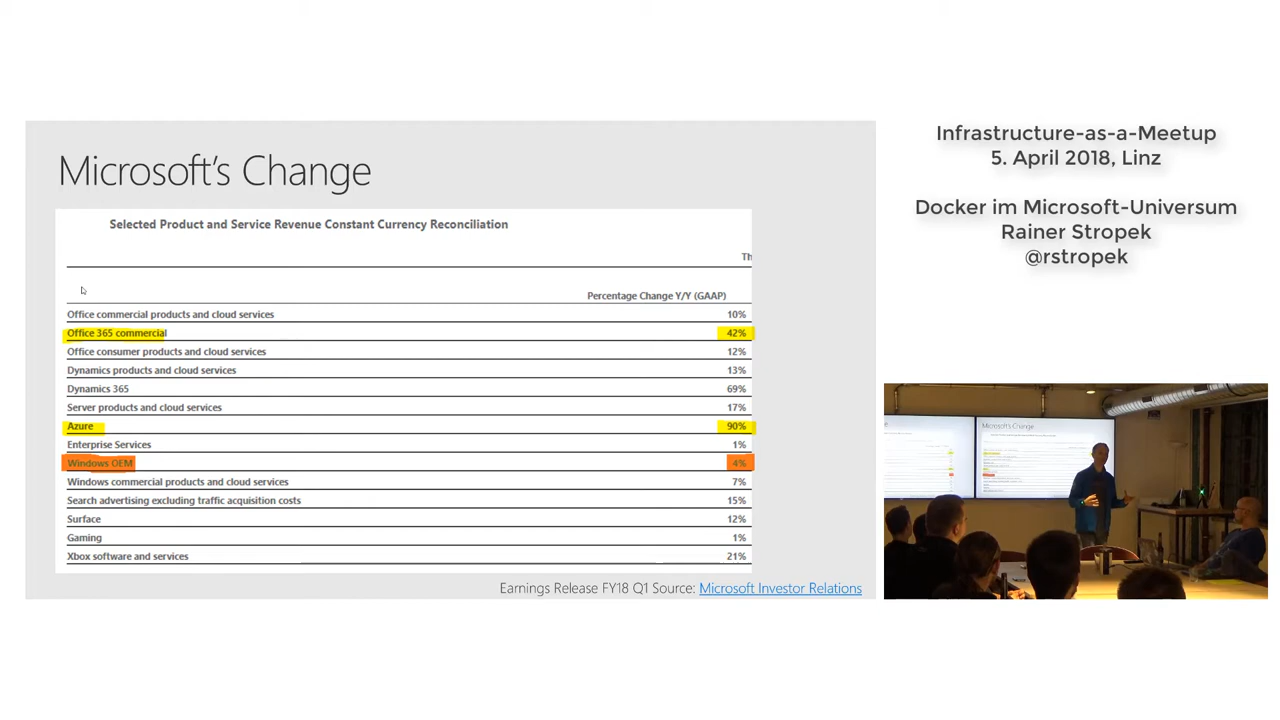 Microsoft's Change
Selected Product and Service Revenue Constant Currency Reconciliation
Th
Percentage Change Y/Y (GAAP)
Office commercial products and cloud services 10%
Office 365 commercial 42%
Office consumer products and cloud services 12%
Dynamics products and cloud services 13%
Dynamics 365 69%
Server products and cloud services 17%
Azure 90%
Enterprise Services 1%
Windows OEM 4%
Windows commercial products and cloud services 7%
Search advertising excluding traffic acquisition costs 15%
Surface 12%
Gaming 1%
Xbox software and services 21%
Earnings Release FY18 Q1 Source: Microsoft Investor Relations
Infrastructure-as-a-Meetup
5. April 2018, Linz
Docker im Microsoft-Universum
Rainer Stropek
@rstropek
Microsoft's Change